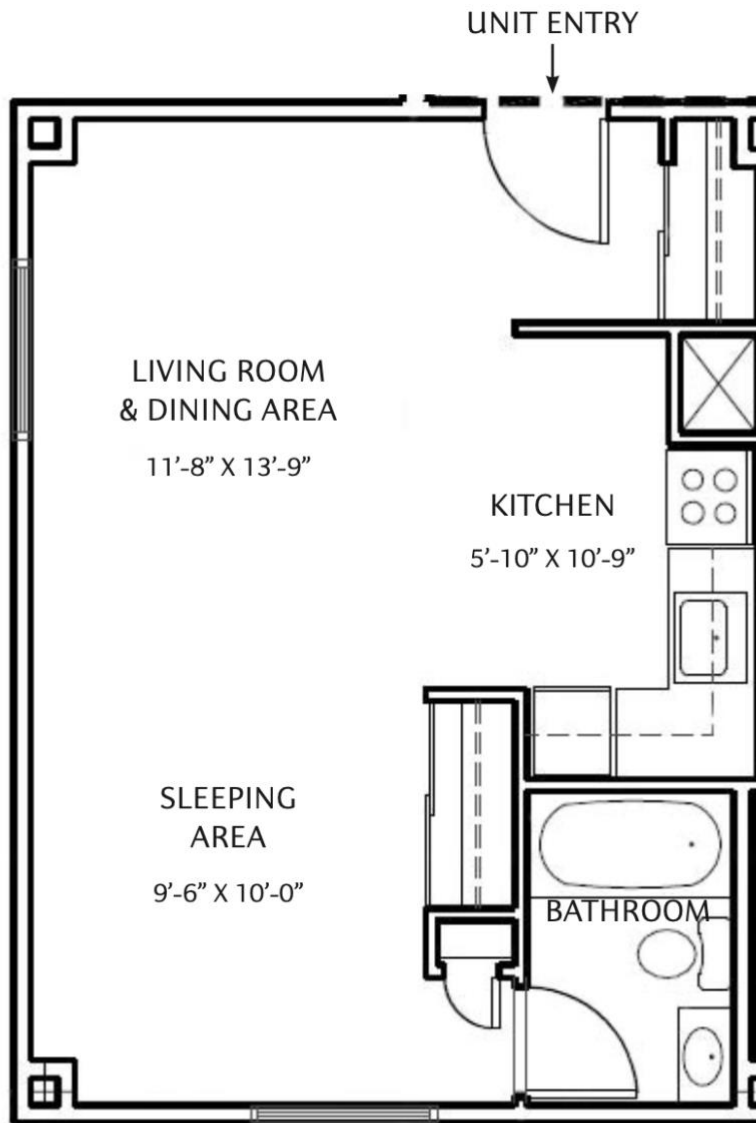 UNIT ENTRY
LIVING ROOM
& DINING AREA
11’-8” X 13’-9”
KITCHEN
5’-10” X 10’-9”
SLEEPING
AREA
9’-6” X 10’-0”
BATHROOM